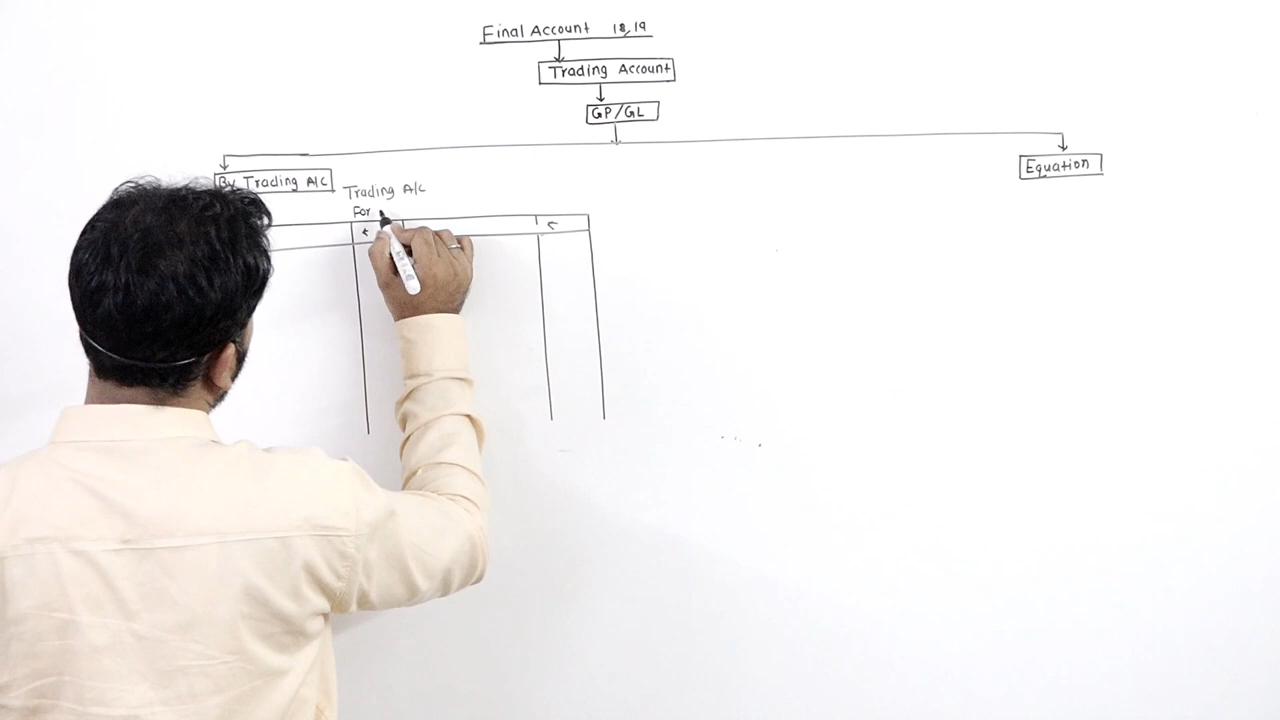 Final Account 18,19
Trading Account
GP/GL
By Trading A/C
Equation
Trading A/C
For